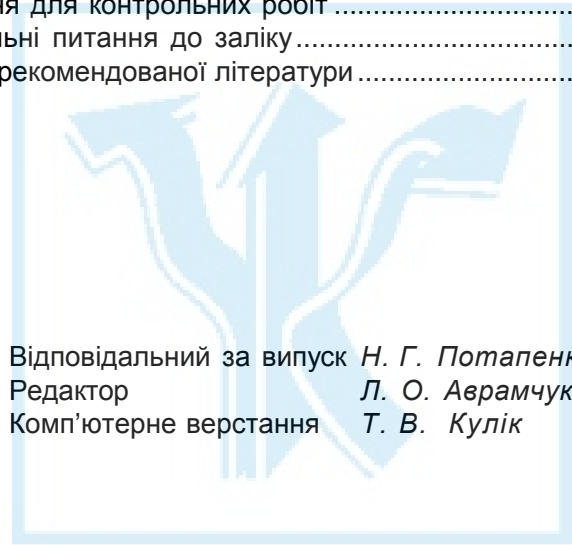 ня для контрольних робіт ..............................
льні питання до заліку ..................................
рекомендованої літератури ...........................
Відповідальний за випуск Н. Г. Потапенк
Редактор Л. О. Аврамчук
Комп’ютерне верстання Т. В. Кулік